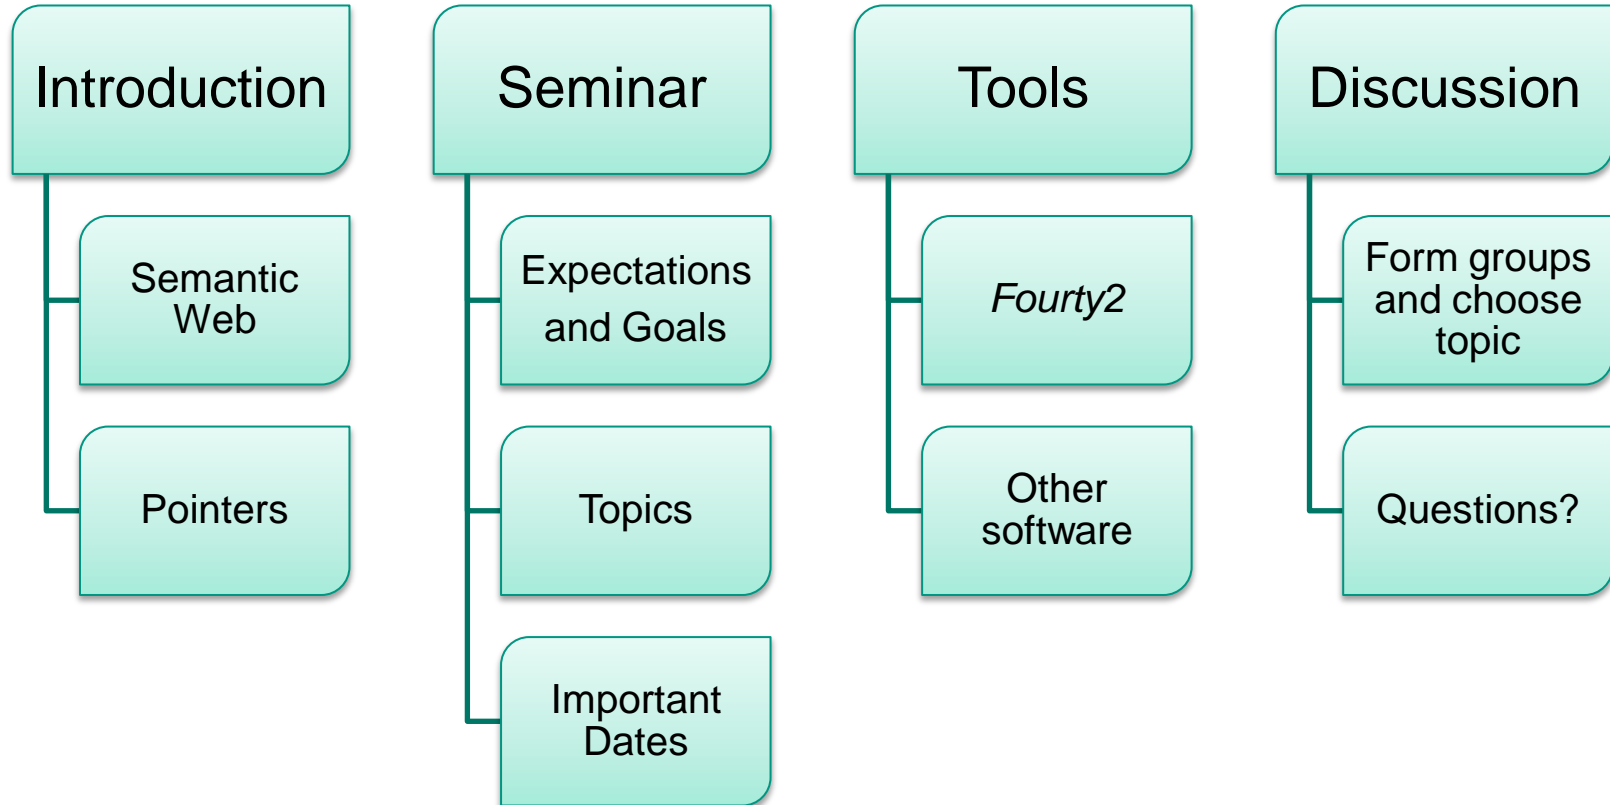 Introduction
Semantic
Web
Pointers
Seminar
Expectations
and Goals
Topics
Important
Dates
Tools
Fourty2
Other
software
Discussion
Form groups
and choose
topic
Questions?